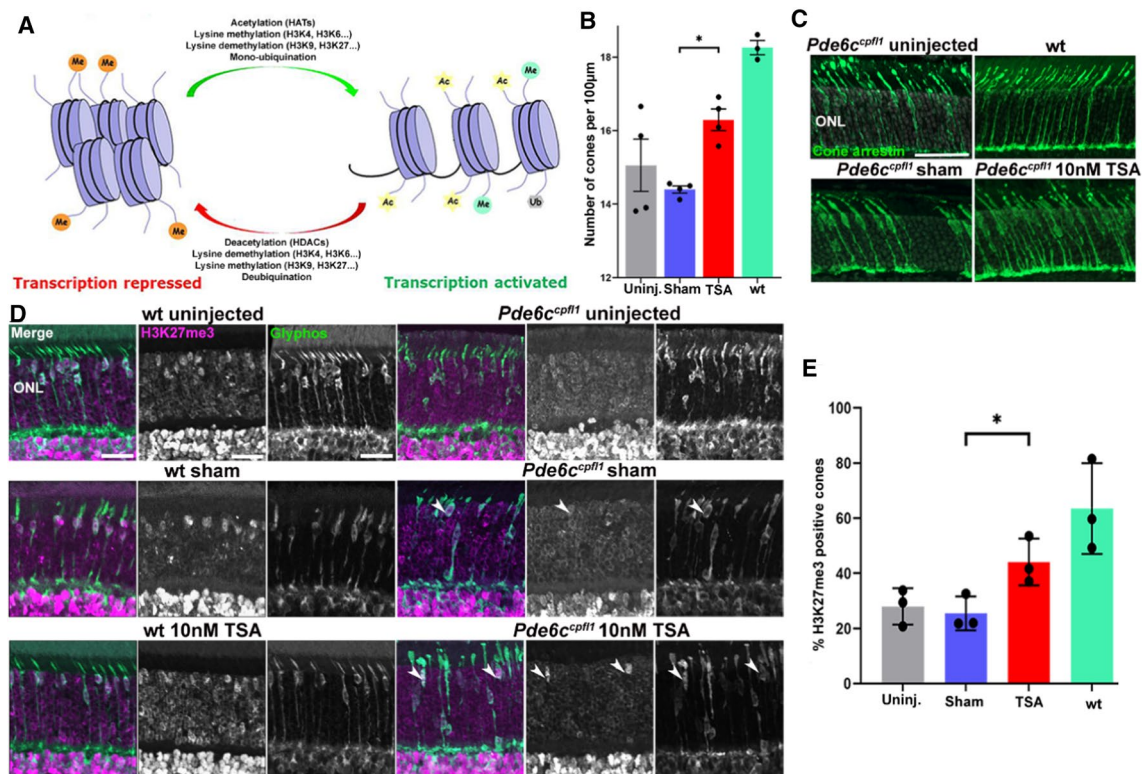 A
Acetylation (HATs)
Lysine methylation (H3K4, H3K6...)
Lysine demethylation (H3K9, H3K27...)
Mono-ubiquination
Me
Me
Me
Me
Me
Ac
Ac
Me
Ac
Ac
Me
Ub
Deacetylation (HDACs)
Lysine demethylation (H3K4, H3K6...)
Lysine methylation (H3K9, H3K27...)
Deubiquination
Transcription repressed
Transcription activated
B
Number of cones per 100µm
18
16
14
12
*
Uninj.
Sham
TSA
wt
C
Pde6c^cpfl1 uninjected
wt
ONL
Cone arrestin
Pde6c^cpfl1 sham
Pde6c^cpfl1 10nM TSA
D
wt uninjected
Pde6c^cpfl1 uninjected
Merge
H3K27me3
Glyphos
ONL
wt sham
Pde6c^cpfl1 sham
wt 10nM TSA
Pde6c^cpfl1 10nM TSA
E
% H3K27me3 positive cones
100
80
60
40
20
0
*
Uninj.
Sham
TSA
wt